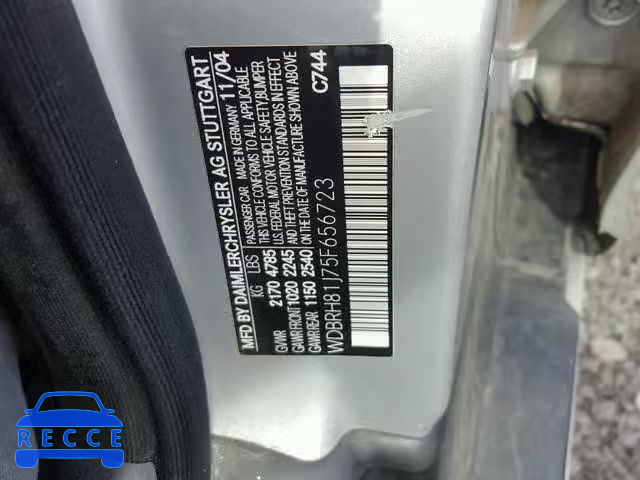 MFD BY DAIMLERCHRYSLER AG STUTTGART
PASSENGER CAR MADE IN GERMANY 11/04
THIS VEHICLE CONFORMS TO ALL APPLICABLE
U.S. FEDERAL MOTOR VEHICLE SAFETY, BUMPER
AND THEFT PREVENTION STANDARDS IN EFFECT
ON THE DATE OF MANUFACTURE SHOWN ABOVE
KG LBS
GVWR 2170 4785
GAWR FRONT 1020 2245
GAWR REAR 1150 2540
C744
WDBRH81J75F656723
RECCE